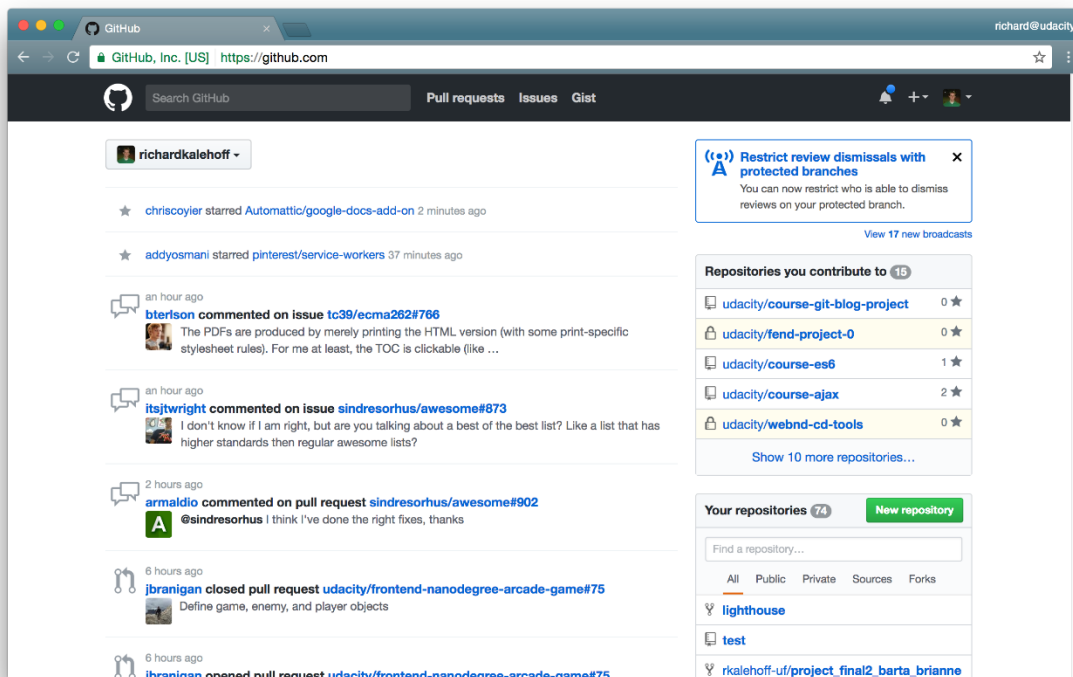 GitHub
richard@udacity
GitHub, Inc. [US] https://github.com
Search GitHub
Pull requests Issues Gist
richardkalehoff
chriscoyier starred Automattic/google-docs-add-on 2 minutes ago
addyosmani starred pinterest/service-workers 37 minutes ago
an hour ago
bterlson commented on issue tc39/ecma262#766
The PDFs are produced by merely printing the HTML version (with some print-specific
stylesheet rules). For me at least, the TOC is clickable (like …
an hour ago
itsjtwright commented on issue sindresorhus/awesome#873
I don't know if I am right, but are you talking about a best of the best list? Like a list that has
higher standards then regular awesome lists?
2 hours ago
armaldio commented on pull request sindresorhus/awesome#902
A
@sindresorhus I think I've done the right fixes, thanks
6 hours ago
jbranigan closed pull request udacity/frontend-nanodegree-arcade-game#75
Define game, enemy, and player objects
6 hours ago
jbranigan opened pull request udacity/frontend-nanodegree-arcade-game#75
Restrict review dismissals with
protected branches
You can now restrict who is able to dismiss
reviews on your protected branch.
View 17 new broadcasts
Repositories you contribute to 15
udacity/course-git-blog-project 0
udacity/fend-project-0 0
udacity/course-es6 1
udacity/course-ajax 2
udacity/webnd-cd-tools 0
Show 10 more repositories…
Your repositories 74 New repository
Find a repository…
All Public Private Sources Forks
lighthouse
test
rkalehoff-uf/project_final2_barta_brianne